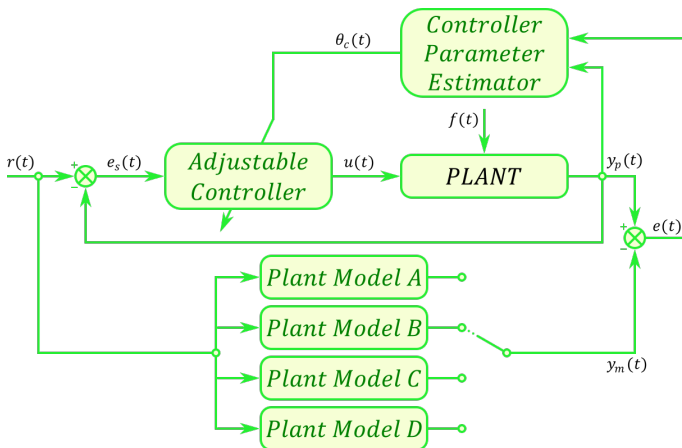 θc(t)
Controller
Parameter
Estimator
f(t)
r(t)
+
−
es(t)
Adjustable
Controller
u(t)
PLANT
yp(t)
+
−
e(t)
Plant Model A
Plant Model B
Plant Model C
Plant Model D
ym(t)